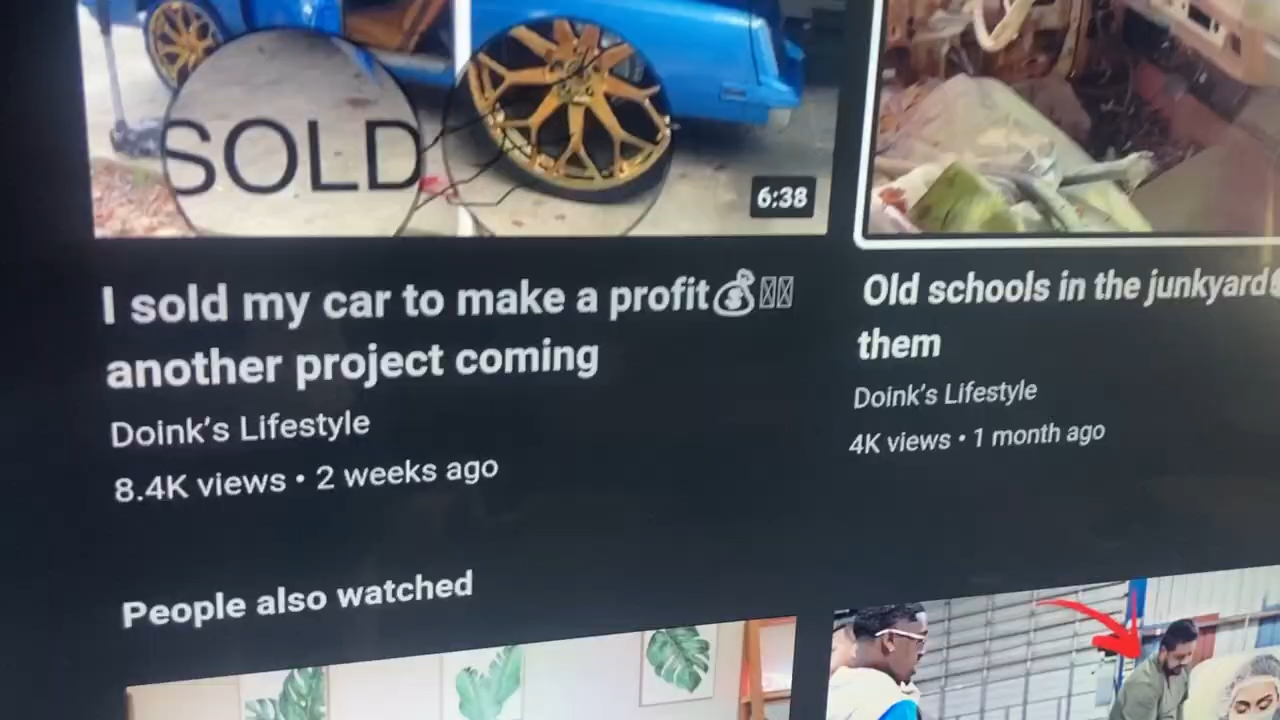 SOLD
6:38
I sold my car to make a profit💰
another project coming
Doink's Lifestyle
8.4K views • 2 weeks ago
Old schools in the junkyard
them
Doink's Lifestyle
4K views • 1 month ago
People also watched